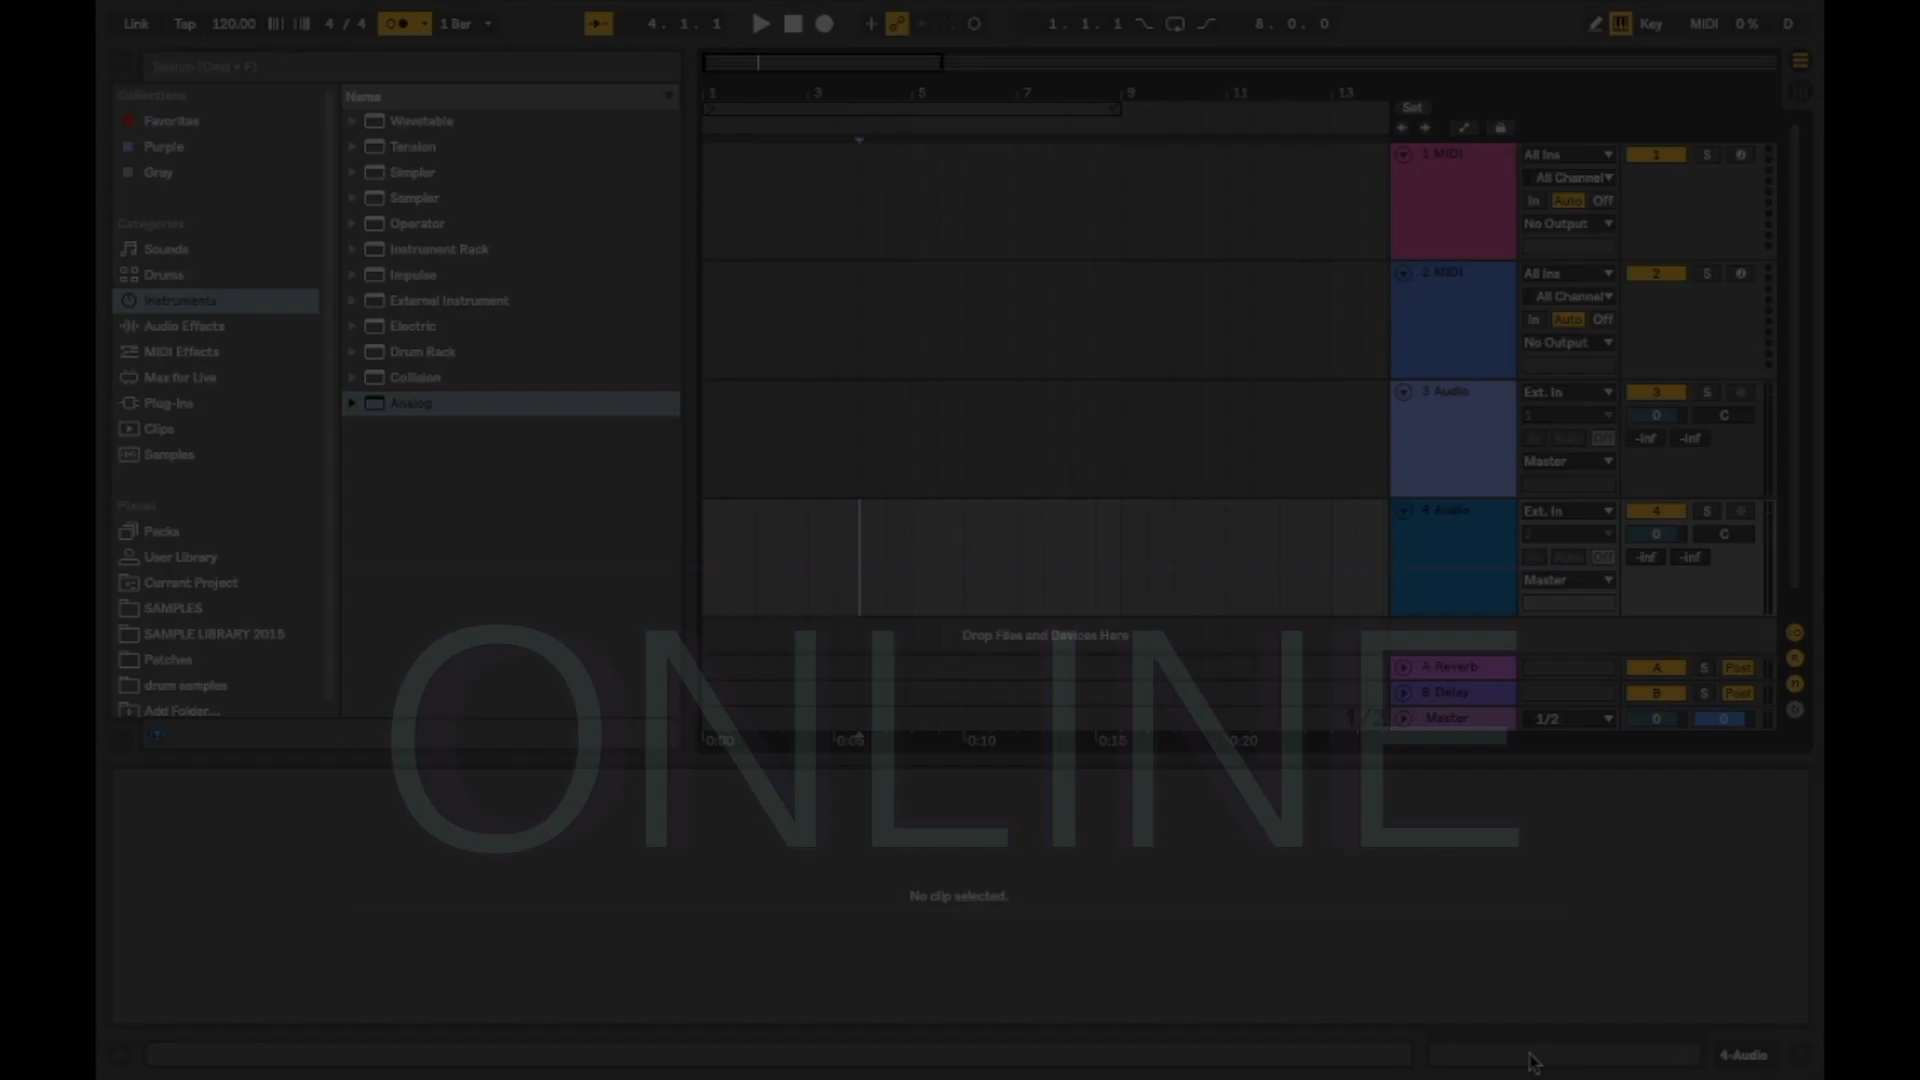 Link Tap 120.00 4 / 4 1 Bar 4. 1. 1 1. 1. 1 8. 0. 0 Key MIDI 0 % D
Search (Cmd + F)
Collections
Favorites
Purple
Gray
Categories
Sounds
Drums
Instruments
Audio Effects
MIDI Effects
Max for Live
Plug-Ins
Clips
Samples
Places
Packs
User Library
Current Project
SAMPLES
SAMPLE LIBRARY 2015
Patches
drum samples
Add Folder...
Name
Wavetable
Tension
Simpler
Sampler
Operator
Instrument Rack
Impulse
External Instrument
Electric
Drum Rack
Collision
Analog
1 3 5 7 9 11 13
Set
1 MIDI All Ins 1 S
All Channel
In Auto Off
No Output
2 MIDI All Ins 2 S
All Channel
In Auto Off
No Output
3 Audio Ext. In 3 S
1 0 C
Off -inf -inf
Master
4 Audio Ext. In 4 S
2 0 C
Off -inf -inf
Master
Drop Files and Devices Here
A Reverb A S Post
B Delay B S Post
1/2 Master 1/2 0 0
0:00 0:05 0:10 0:15 0:20
ONLINE
No clip selected.
4-Audio